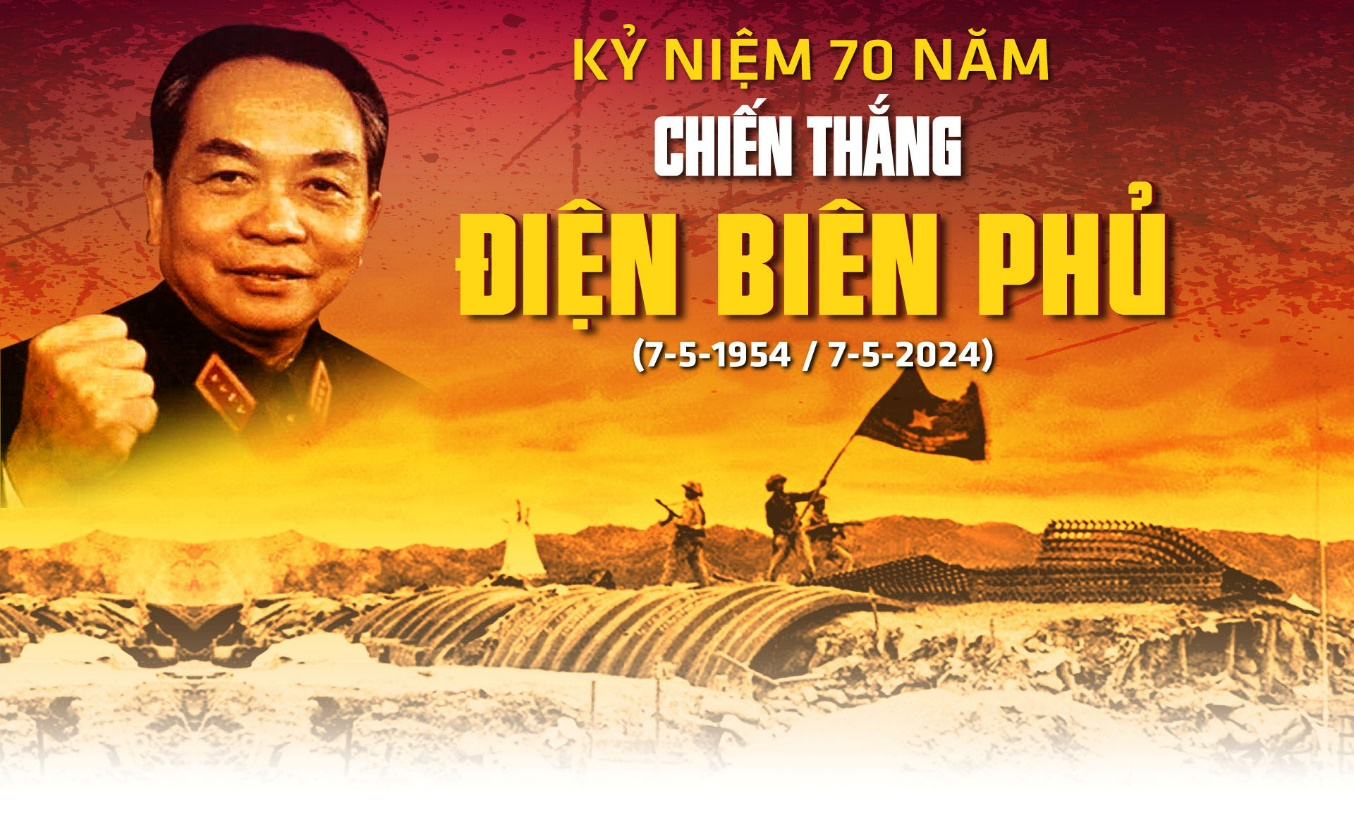 KỶ NIỆM 70 NĂM
CHIẾN THẮNG
ĐIỆN BIÊN PHỦ
(7-5-1954 / 7-5-2024)